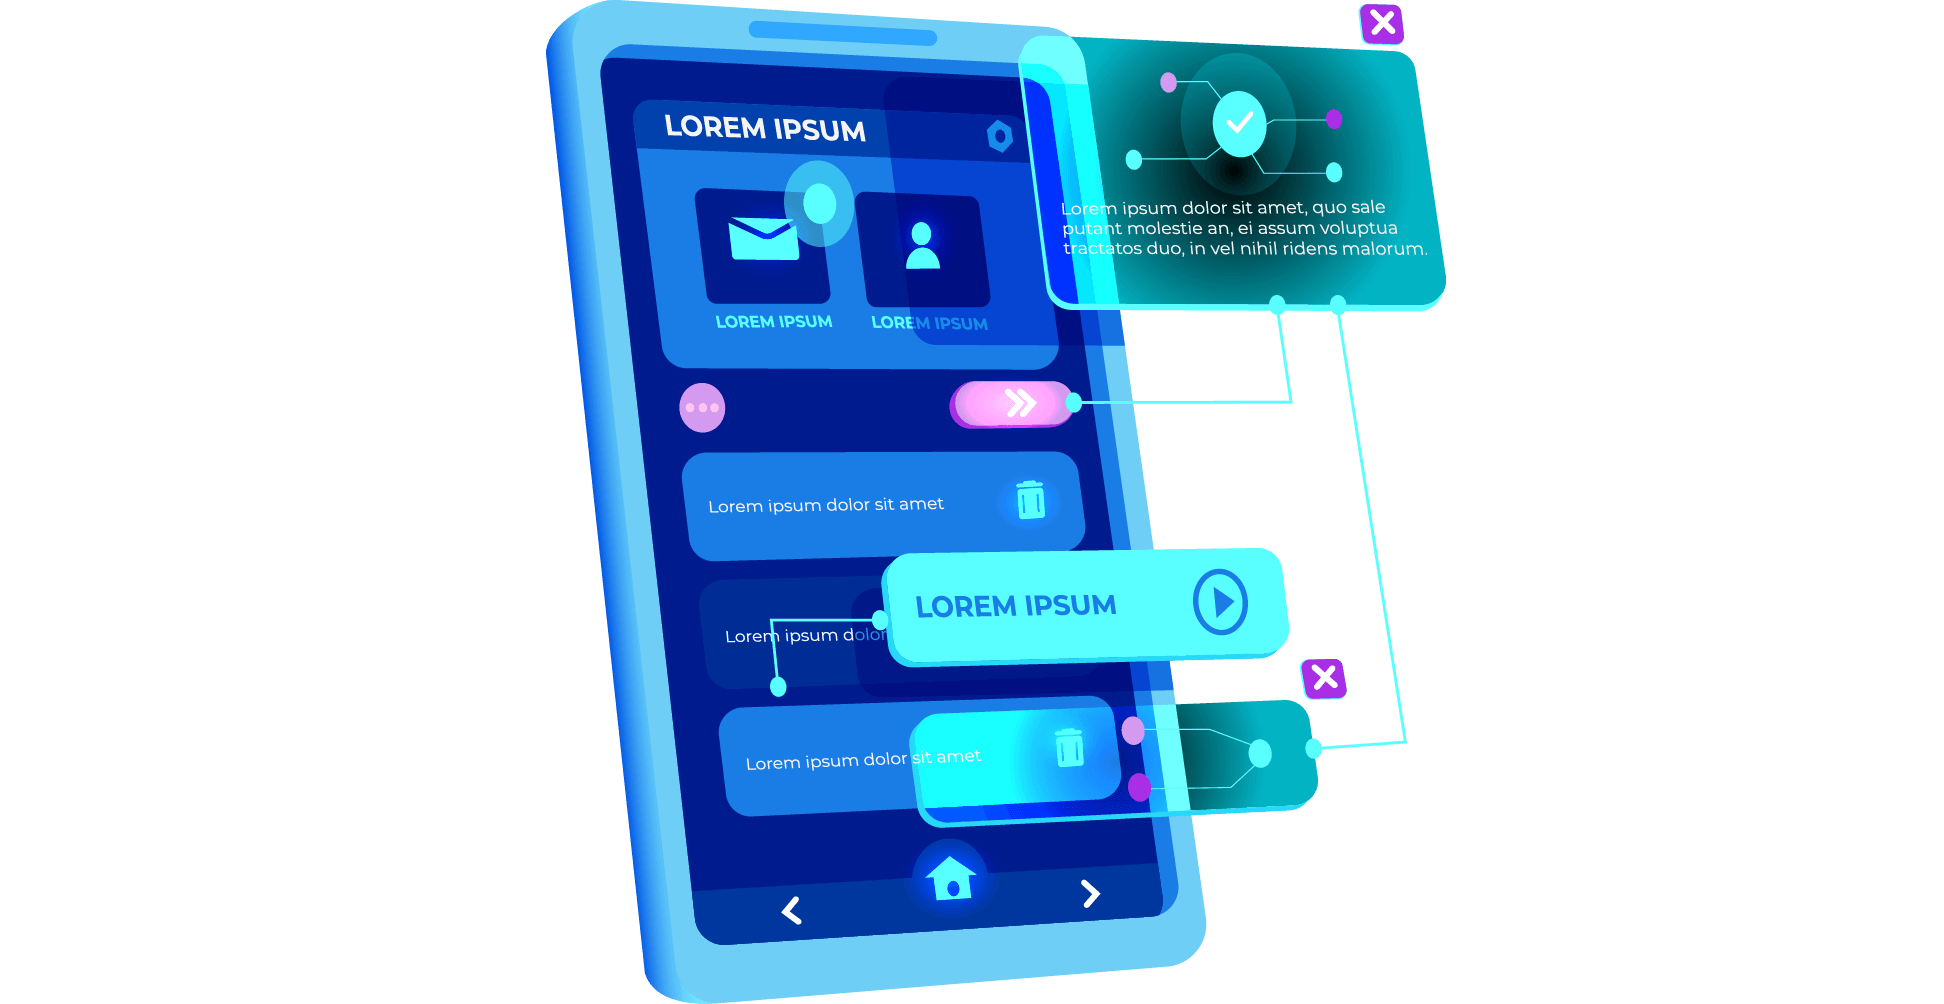 LOREM IPSUM
Lorem ipsum dolor sit amet, quo sale
putant molestie an, ei assum voluptua
tractatos duo, in vel nihil ridens malorum.
LOREM IPSUM
LOREM IPSUM
Lorem ipsum dolor sit amet
LOREM IPSUM
Lorem ipsum dolor
Lorem ipsum dolor sit amet